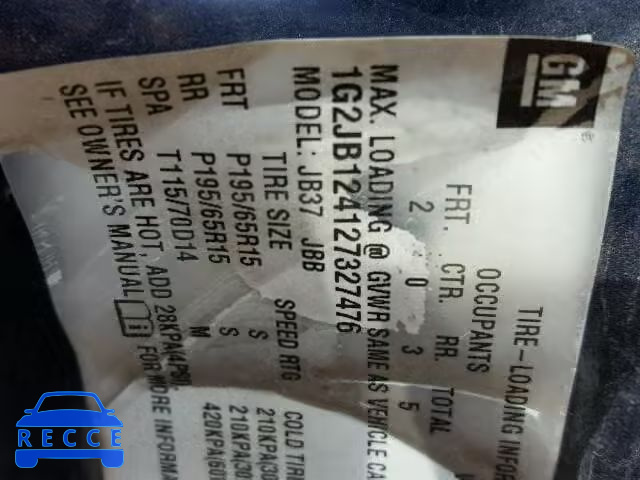 GM
TIRE-LOADING INFOR
OCCUPANTS
FRT. CTR. RR. TOTAL
2 0 3 5
MAX. LOADING @ GVWR SAME AS VEHICLE CA
1G2JB124127327476
MODEL: JB37 JBB
TIRE SIZE SPEED RTG COLD TIR
FRT P195/65R15 S 210KPA(30
RR P195/65R15 S 210KPA(30
SPA T115/70D14 M 420KPA(60
IF TIRES ARE HOT, ADD 28KPA(4PSI)
SEE OWNER'S MANUAL FOR MORE INFORMA
RECCE